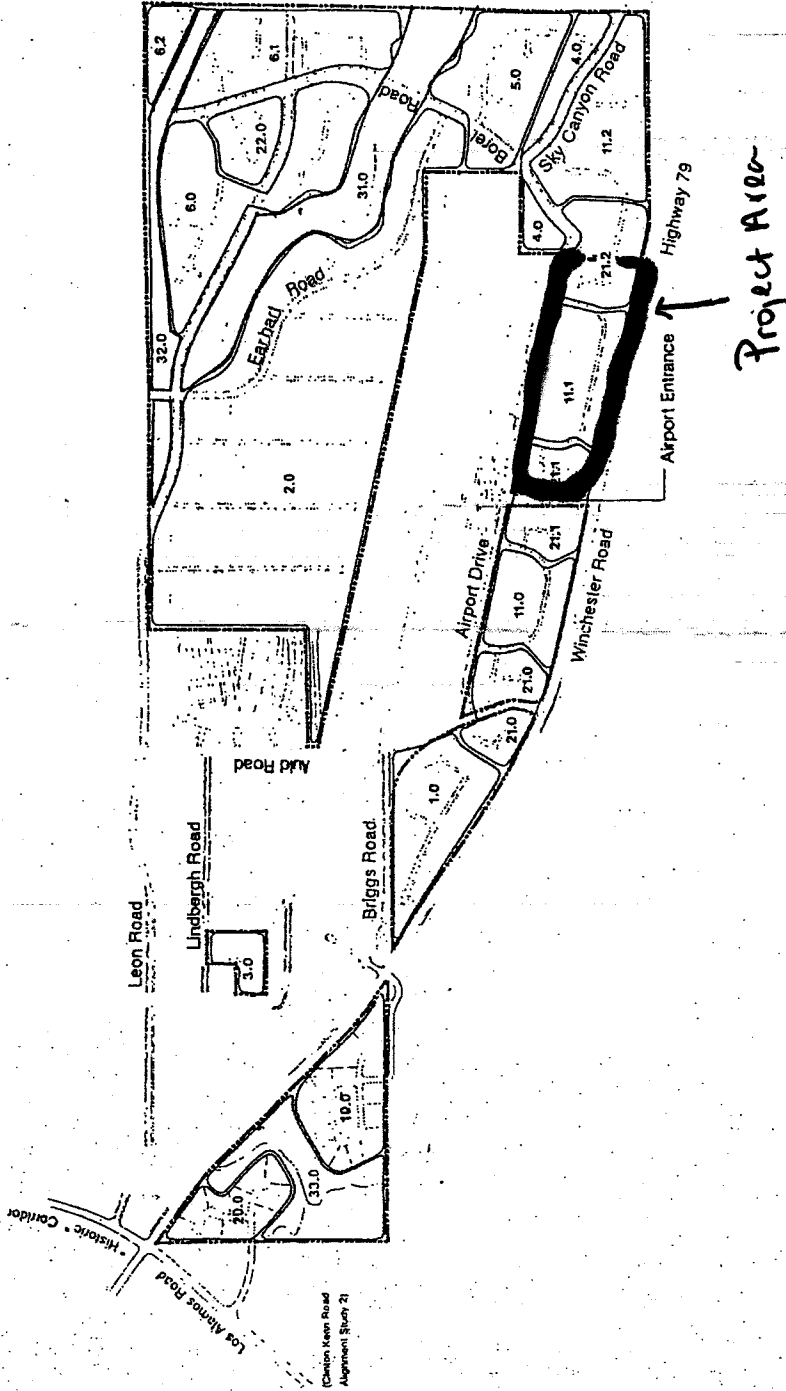 6.2
6.1
6.0
22.0
31.0
32.0
Borel
Road
5.0
4.0
Sky Canyon Road
11.2
4.0
21.2
Highway 79
Earhart Road
2.0
11.1
21.1
Airport Entrance
Project Area
21.1
Airport Drive
11.0
Winchester Road
21.0
21.0
Auld Road
1.0
Briggs Road
Leon Road
Lindbergh Road
3.0
10.0
33.0
20.0
"Historic" Corridor
Los Alamos Road
(Clinton Keith Road
Alignment Study 2)